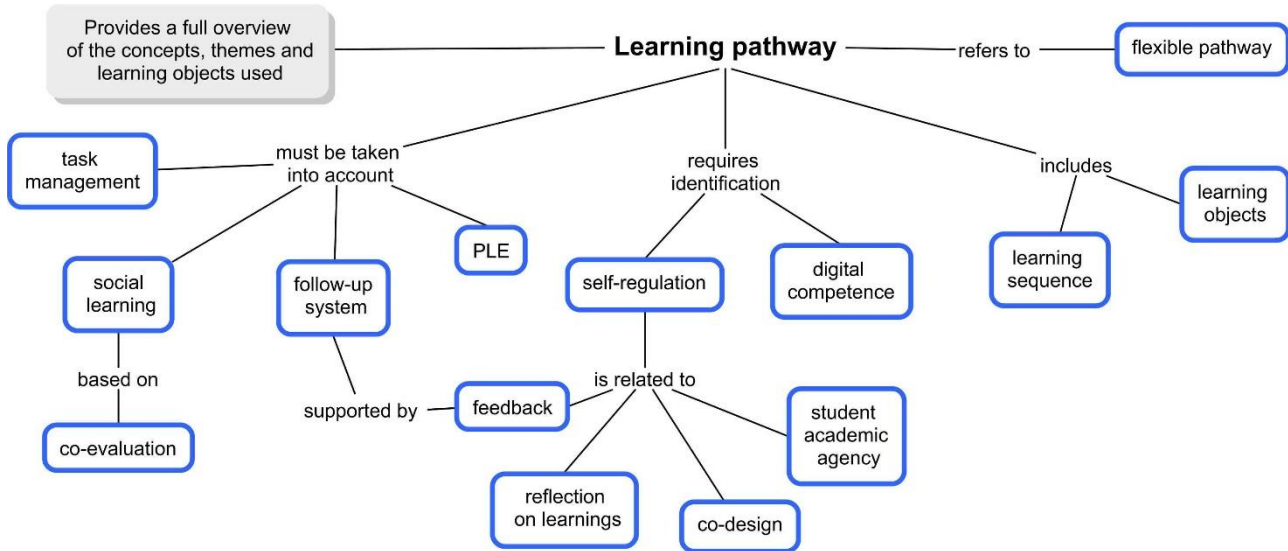 Provides a full overview
of the concepts, themes and
learning objects used
Learning pathway
refers to
flexible pathway
task
management
must be taken
into account
requires
identification
includes
learning
objects
PLE
social
learning
follow-up
system
self-regulation
digital
competence
learning
sequence
based on
is related to
supported by
feedback
student
academic
agency
co-evaluation
reflection
on learnings
co-design